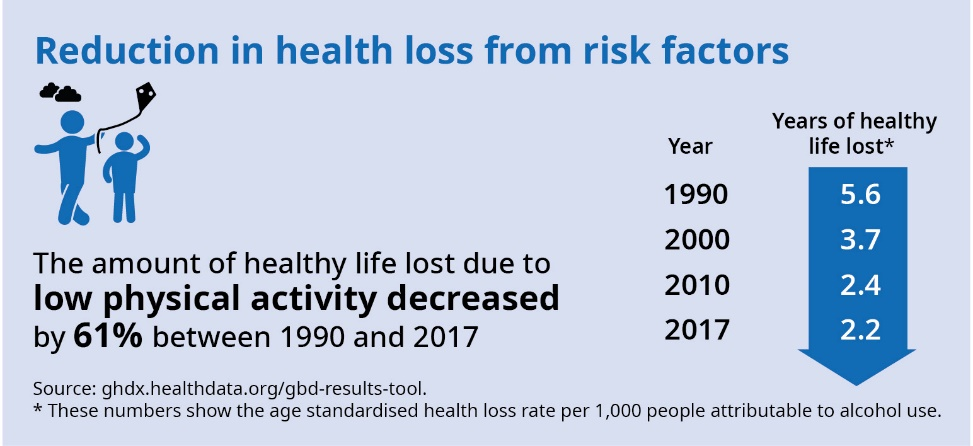 Reduction in health loss from risk factors
Years of healthy
life lost*
Year
1990 5.6
2000 3.7
2010 2.4
2017 2.2
The amount of healthy life lost due to
low physical activity decreased
by 61% between 1990 and 2017
Source: ghdx.healthdata.org/gbd-results-tool.
* These numbers show the age standardised health loss rate per 1,000 people attributable to alcohol use.